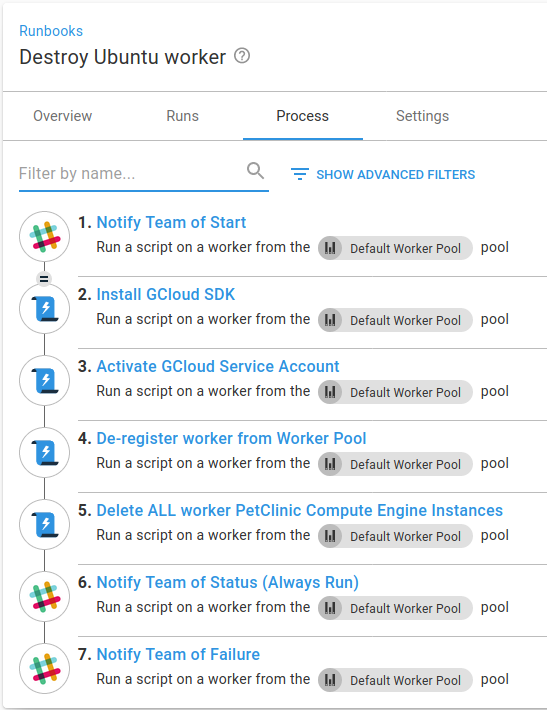 Runbooks
Destroy Ubuntu worker ?
Overview Runs Process Settings
Filter by name... SHOW ADVANCED FILTERS
1. Notify Team of Start
Run a script on a worker from the Default Worker Pool pool
2. Install GCloud SDK
Run a script on a worker from the Default Worker Pool pool
3. Activate GCloud Service Account
Run a script on a worker from the Default Worker Pool pool
4. De-register worker from Worker Pool
Run a script on a worker from the Default Worker Pool pool
5. Delete ALL worker PetClinic Compute Engine Instances
Run a script on a worker from the Default Worker Pool pool
6. Notify Team of Status (Always Run)
Run a script on a worker from the Default Worker Pool pool
7. Notify Team of Failure
Run a script on a worker from the Default Worker Pool pool